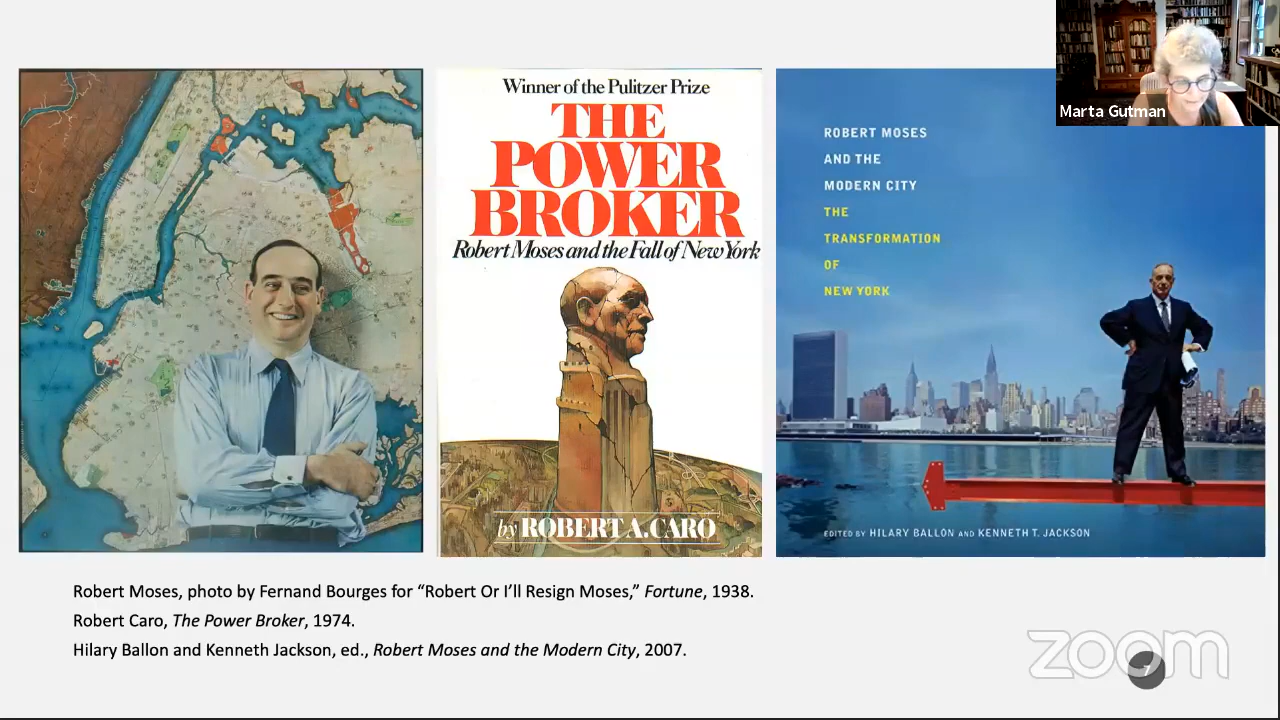 Marta Gutman
Winner of the Pulitzer Prize
THE
POWER
BROKER
Robert Moses and the Fall of New York
by ROBERT A. CARO
ROBERT MOSES
AND THE
MODERN CITY
THE
TRANSFORMATION
OF
NEW YORK
EDITED BY HILARY BALLON AND KENNETH T. JACKSON
Robert Moses, photo by Fernand Bourges for “Robert Or I’ll Resign Moses,” Fortune, 1938.
Robert Caro, The Power Broker, 1974.
Hilary Ballon and Kenneth Jackson, ed., Robert Moses and the Modern City, 2007.
zoom
7